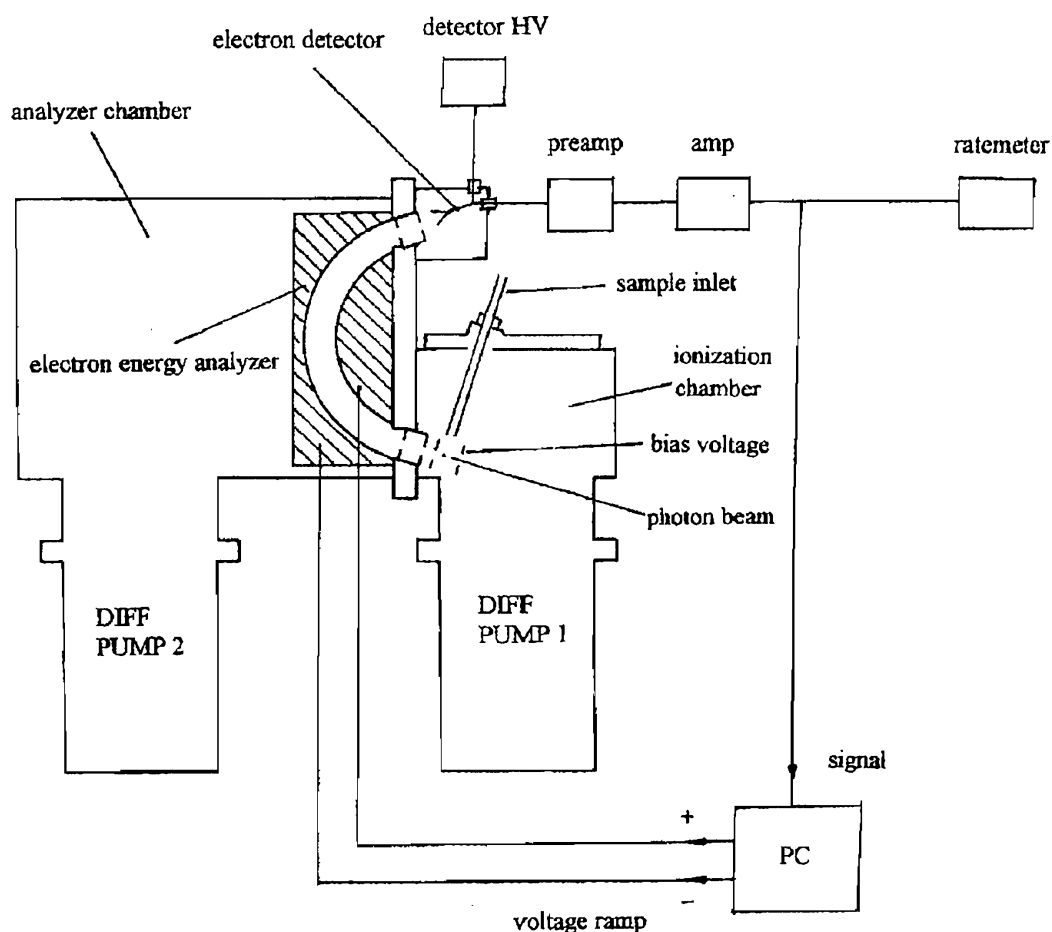 detector HV
electron detector
analyzer chamber
preamp
amp
ratemeter
sample inlet
electron energy analyzer
ionization
chamber
bias voltage
photon beam
DIFF
PUMP 2
DIFF
PUMP 1
signal
+
PC
–
voltage ramp